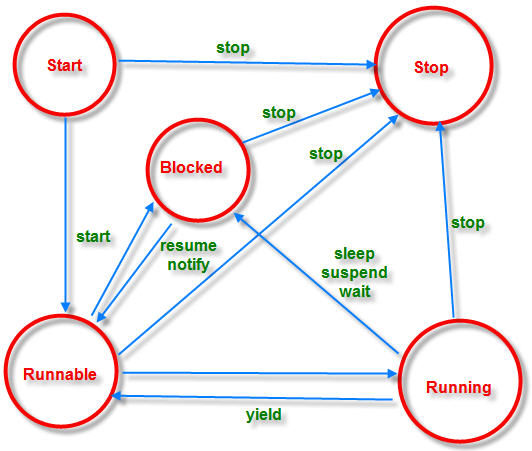 stop
Start
Stop
stop
Blocked
stop
start
resume
notify
sleep
suspend
wait
stop
Runnable
Running
yield